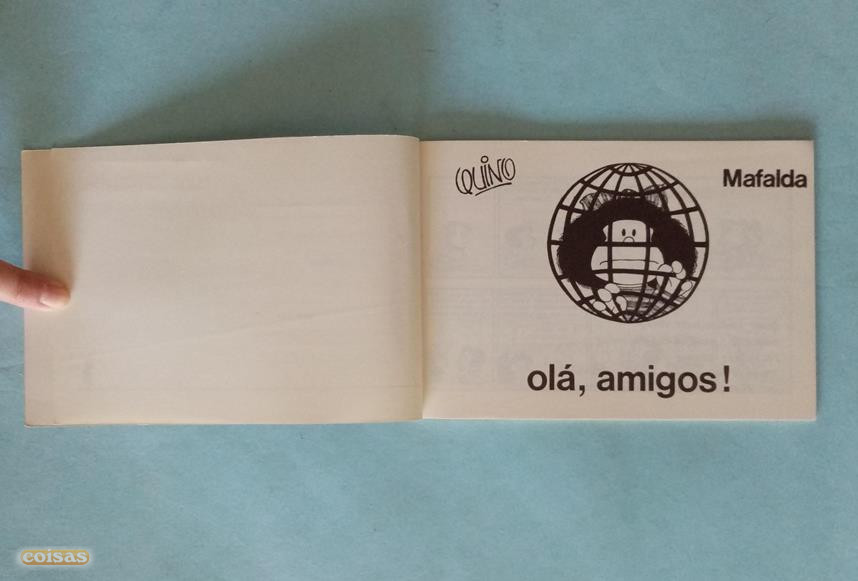 QUINO
Mafalda
olá, amigos!
coisas